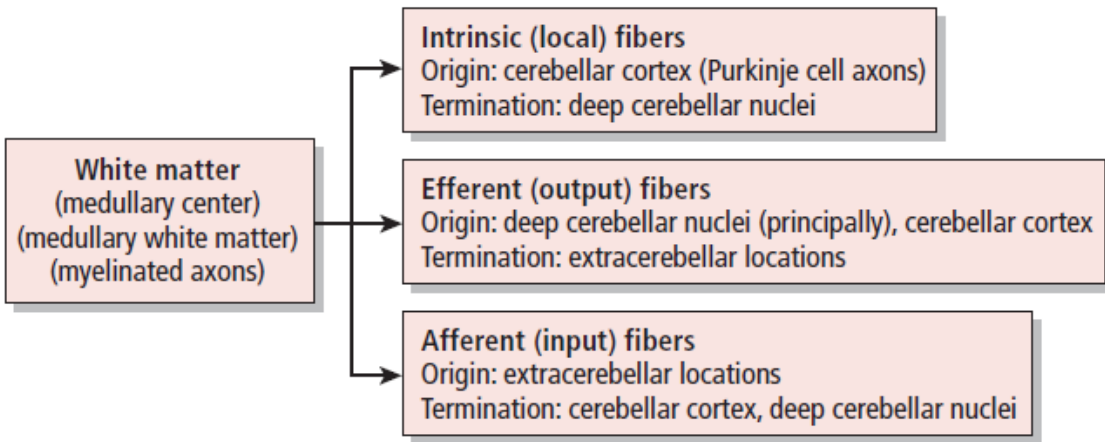 White matter
(medullary center)
(medullary white matter)
(myelinated axons)
Intrinsic (local) fibers
Origin: cerebellar cortex (Purkinje cell axons)
Termination: deep cerebellar nuclei
Efferent (output) fibers
Origin: deep cerebellar nuclei (principally), cerebellar cortex
Termination: extracerebellar locations
Afferent (input) fibers
Origin: extracerebellar locations
Termination: cerebellar cortex, deep cerebellar nuclei